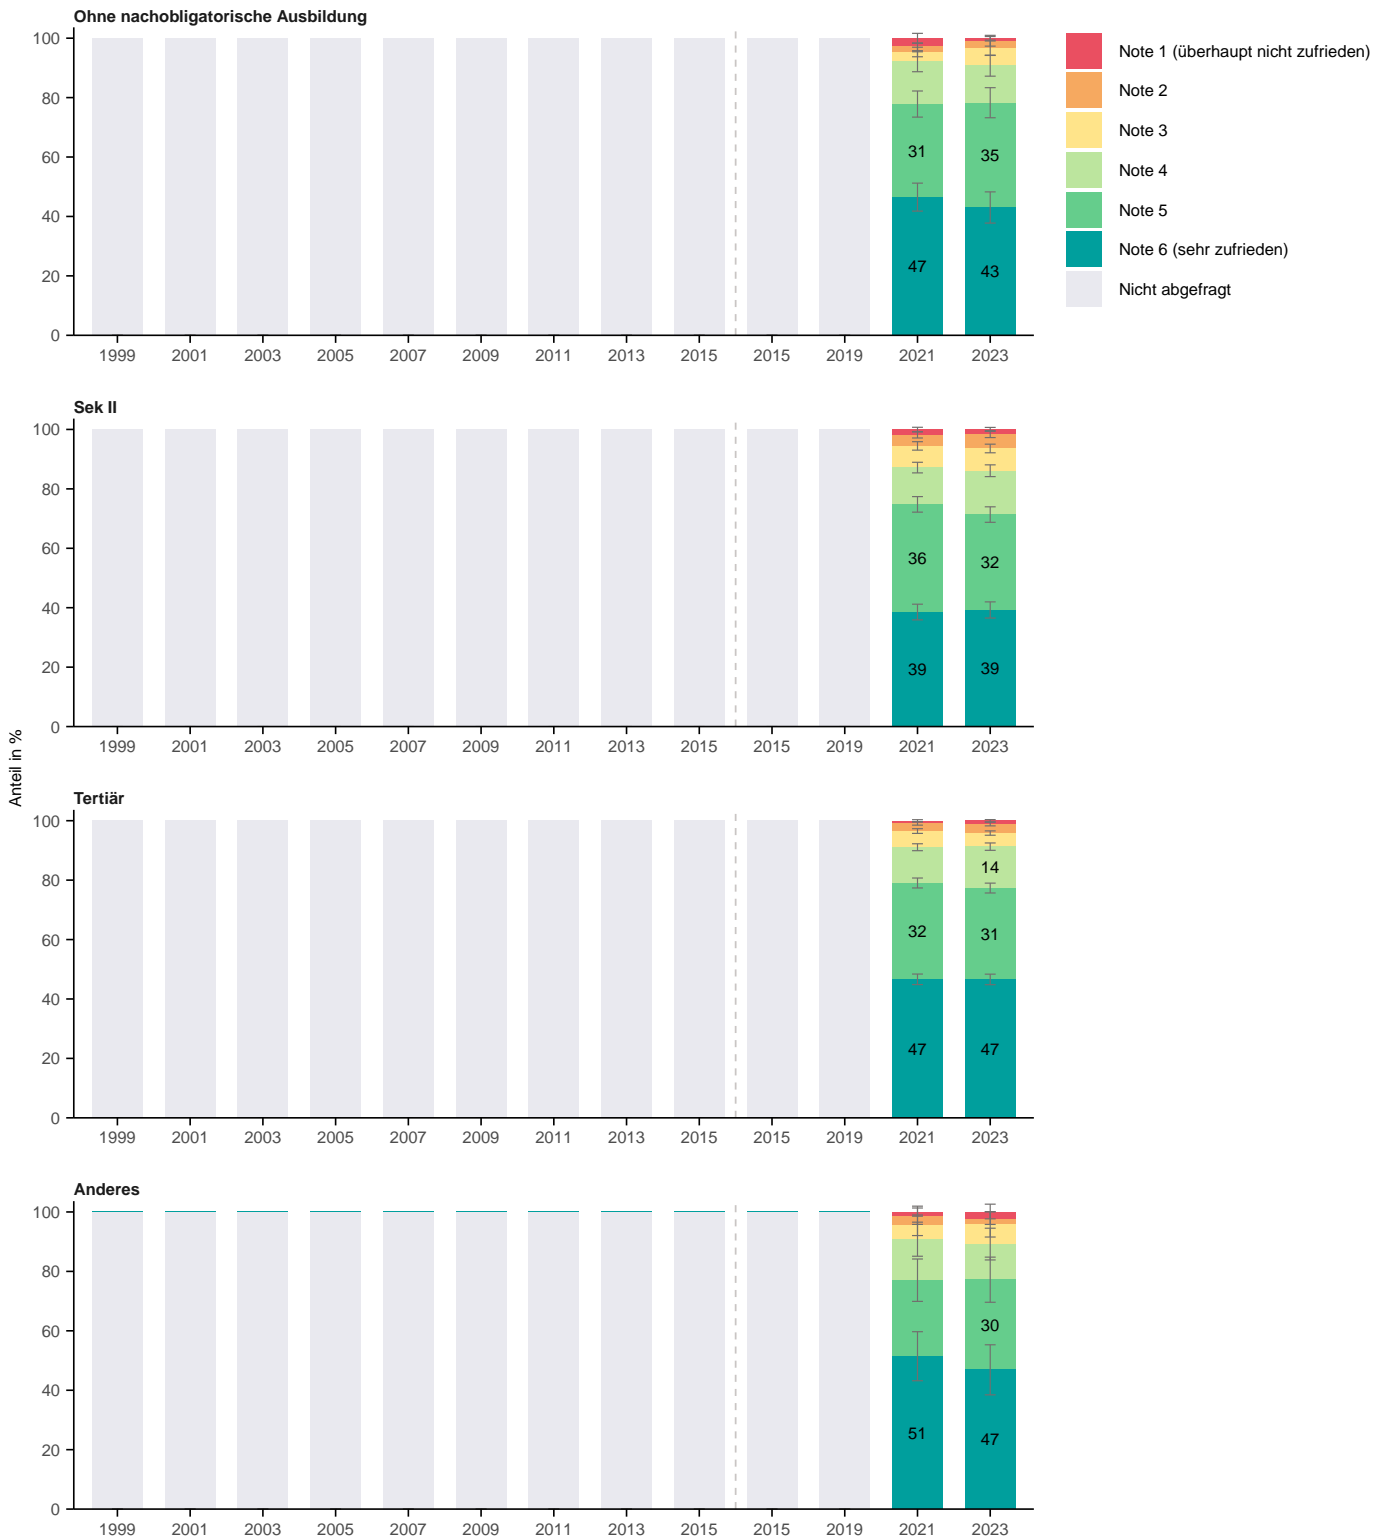 Ohne nachobligatorische Ausbildung
100
80
60
40
20
0
31
35
47
43
1999 2001 2003 2005 2007 2009 2011 2013 2015 2015 2019 2021 2023
Note 1 (überhaupt nicht zufrieden)
Note 2
Note 3
Note 4
Note 5
Note 6 (sehr zufrieden)
Nicht abgefragt
Sek II
100
80
60
40
20
0
36
32
39
39
1999 2001 2003 2005 2007 2009 2011 2013 2015 2015 2019 2021 2023
Anteil in %
Tertiär
100
80
60
40
20
0
14
32
31
47
47
1999 2001 2003 2005 2007 2009 2011 2013 2015 2015 2019 2021 2023
Anderes
100
80
60
40
20
0
30
51
47
1999 2001 2003 2005 2007 2009 2011 2013 2015 2015 2019 2021 2023